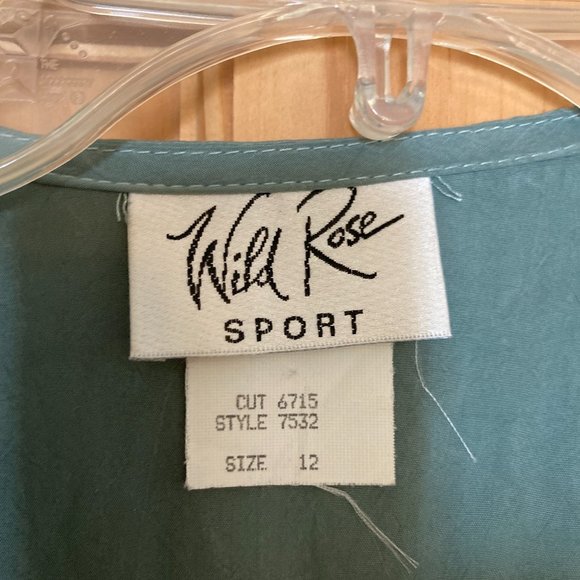 Wild Rose
SPORT
CUT 6715
STYLE 7532
SIZE 12